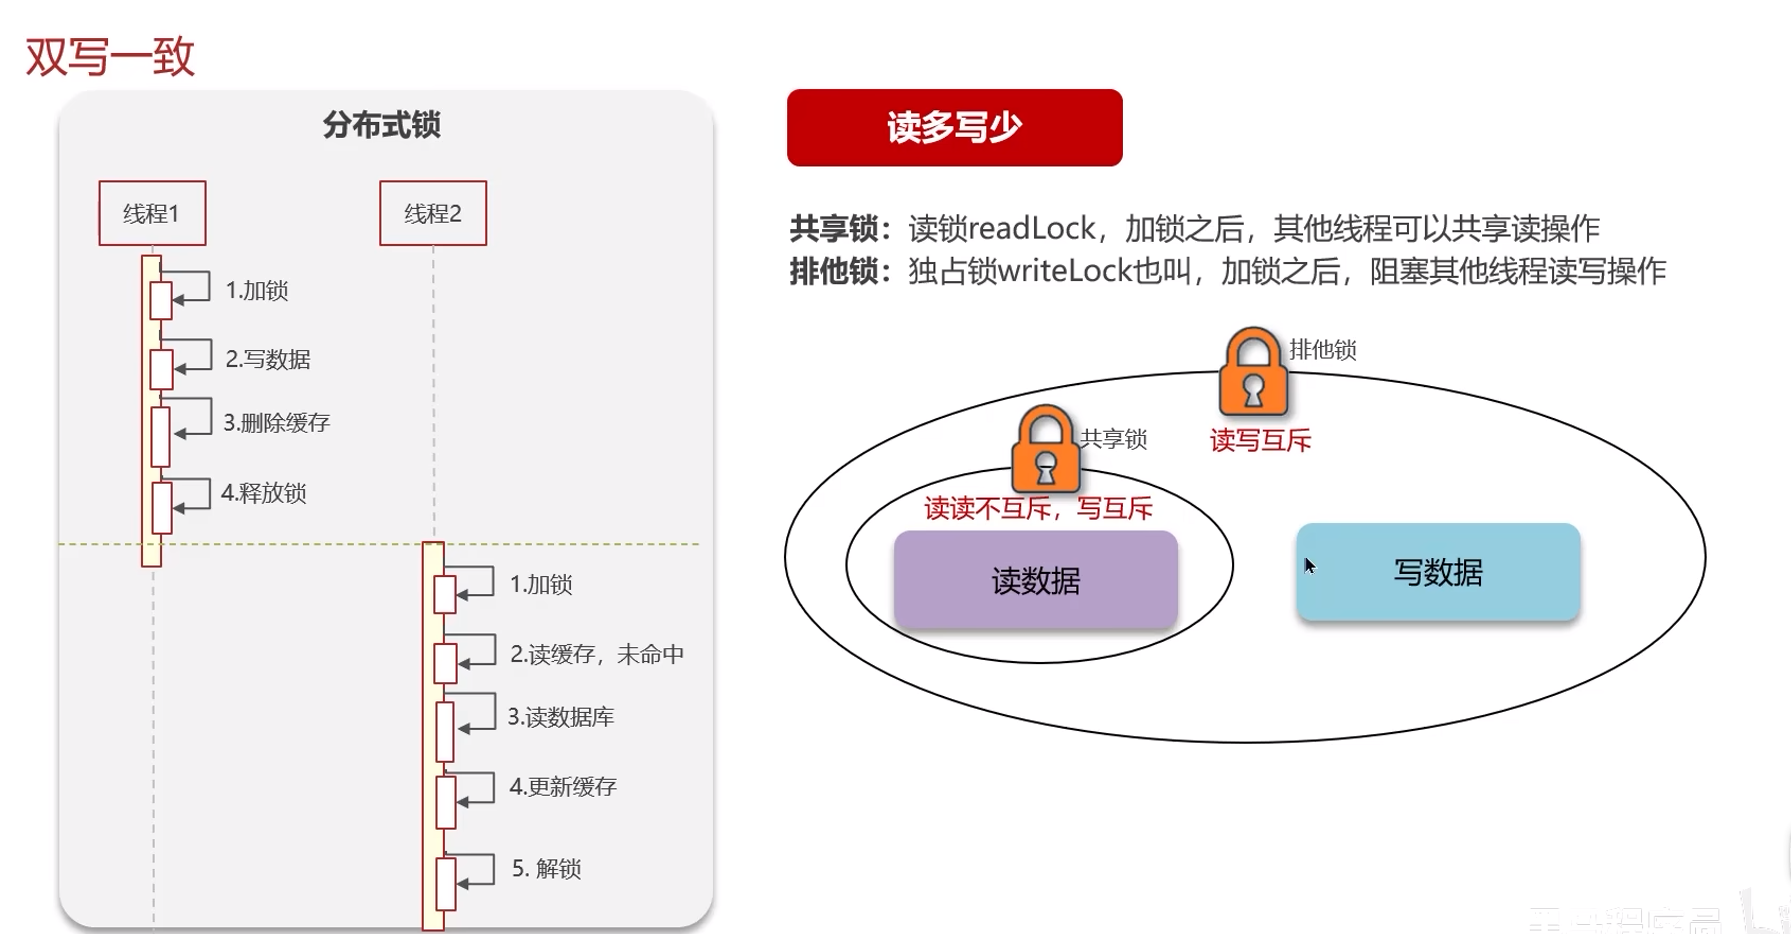 双写一致
分布式锁
线程1
线程2
1.加锁
2.写数据
3.删除缓存
4.释放锁
1.加锁
2.读缓存，未命中
3.读数据库
4.更新缓存
5. 解锁
读多写少
共享锁：读锁readLock，加锁之后，其他线程可以共享读操作
排他锁：独占锁writeLock也叫，加锁之后，阻塞其他线程读写操作
排他锁
读写互斥
共享锁
读读不互斥，写互斥
读数据
写数据